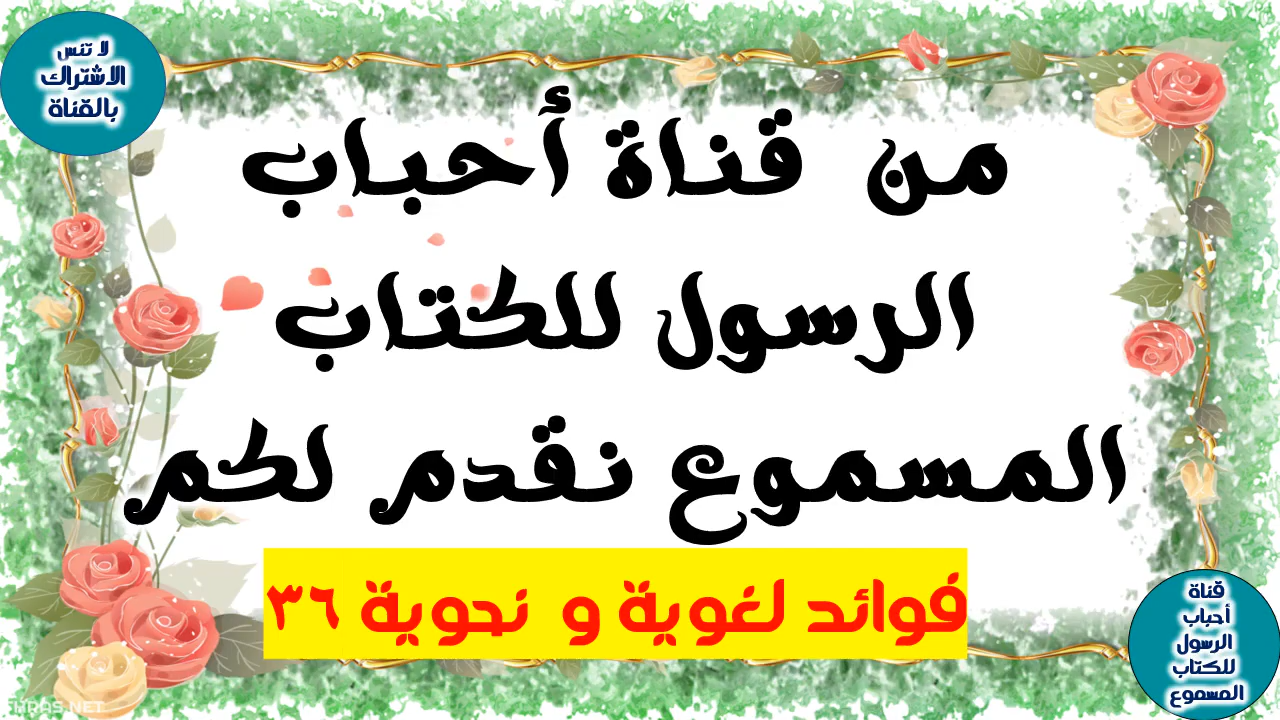 لا تنس
الاشتراك
بالقناة
من قناة أحباب
الرسول للكتاب
المسموع نقدم لكم
فوائد لغوية و نحوية ٣٦
قناة
أحباب
الرسول
للكتاب
المسموع